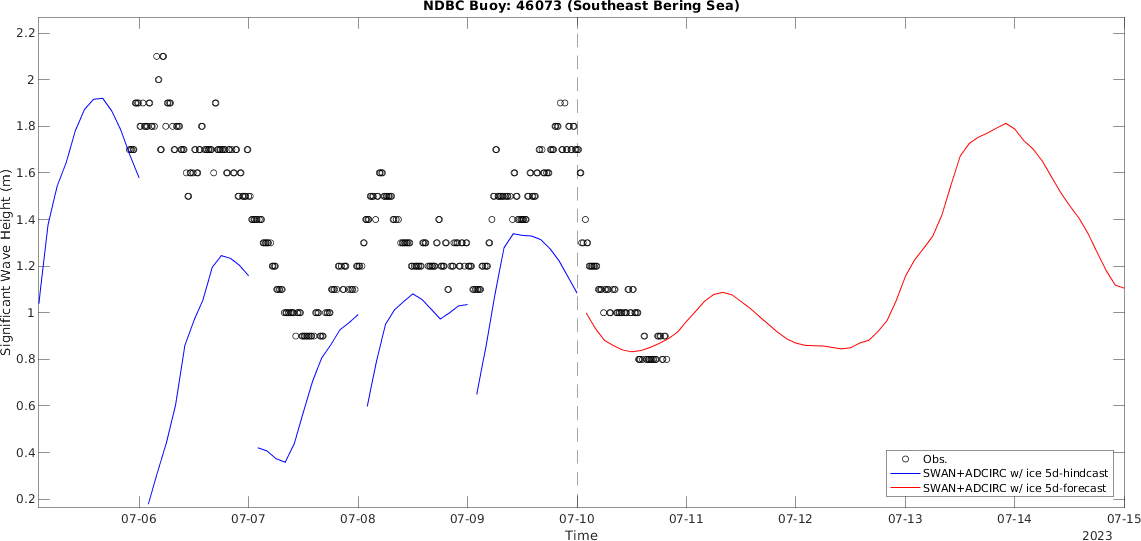 NDBC Buoy: 46073 (Southeast Bering Sea)
Significant Wave Height (m)
2.2
2
1.8
1.6
1.4
1.2
1
0.8
0.6
0.4
0.2
Obs.
SWAN+ADCIRC w/ ice 5d-hindcast
SWAN+ADCIRC w/ ice 5d-forecast
07-06 07-07 07-08 07-09 07-10 07-11 07-12 07-13 07-14 07-15
Time
2023